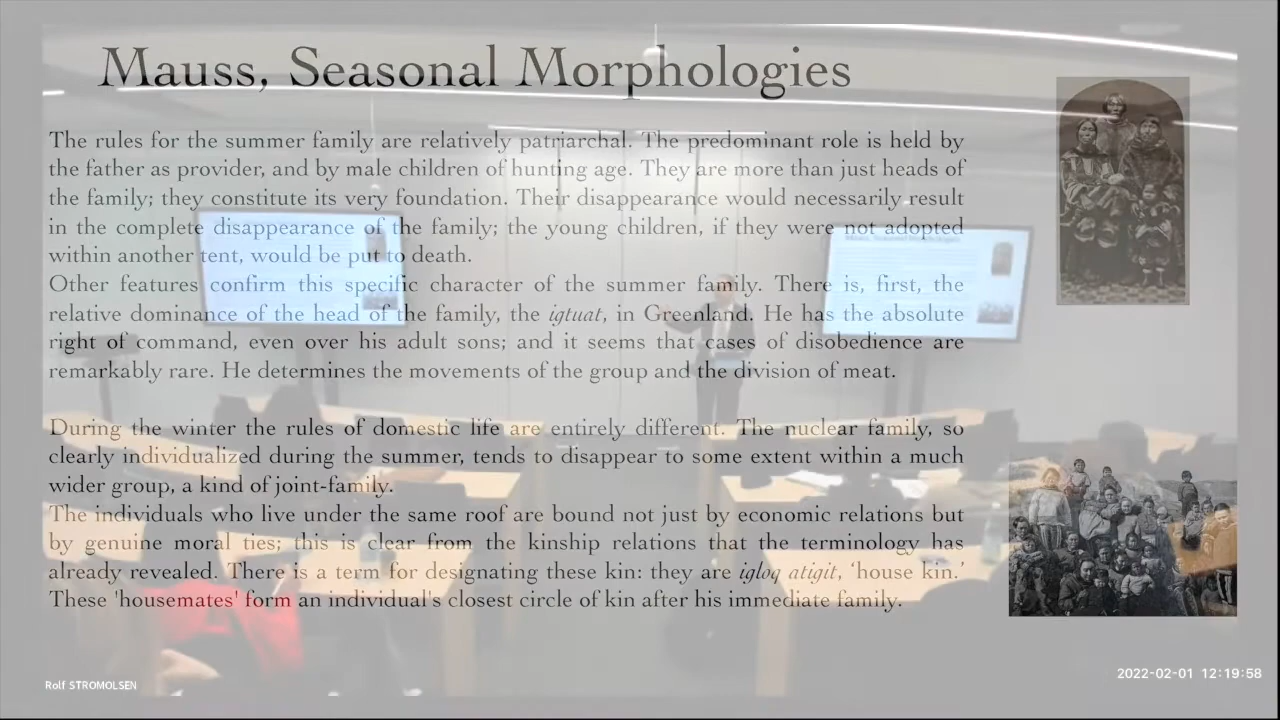 Mauss, Seasonal Morphologies
The rules for the summer family are relatively patriarchal. The predominant role is held by
the father as provider, and by male children of hunting age. They are more than just heads of
the family; they constitute its very foundation. Their disappearance would necessarily result
in the complete disappearance of the family; the young children, if they were not adopted
within another tent, would be put to death.
Other features confirm this specific character of the summer family. There is, first, the
relative dominance of the head of the family, the igtuat, in Greenland. He has the absolute
right of command, even over his adult sons; and it seems that cases of disobedience are
remarkably rare. He determines the movements of the group and the division of meat.
During the winter the rules of domestic life are entirely different. The nuclear family, so
clearly individualized during the summer, tends to disappear to some extent within a much
wider group, a kind of joint-family.
The individuals who live under the same roof are bound not just by economic relations but
by genuine moral ties; this is clear from the kinship relations that the terminology has
already revealed. There is a term for designating these kin: they are igloq atigit, ‘house kin.’
These 'housemates' form an individual's closest circle of kin after his immediate family.
Rolf STROMOLSEN
2022-02-01 12:19:58